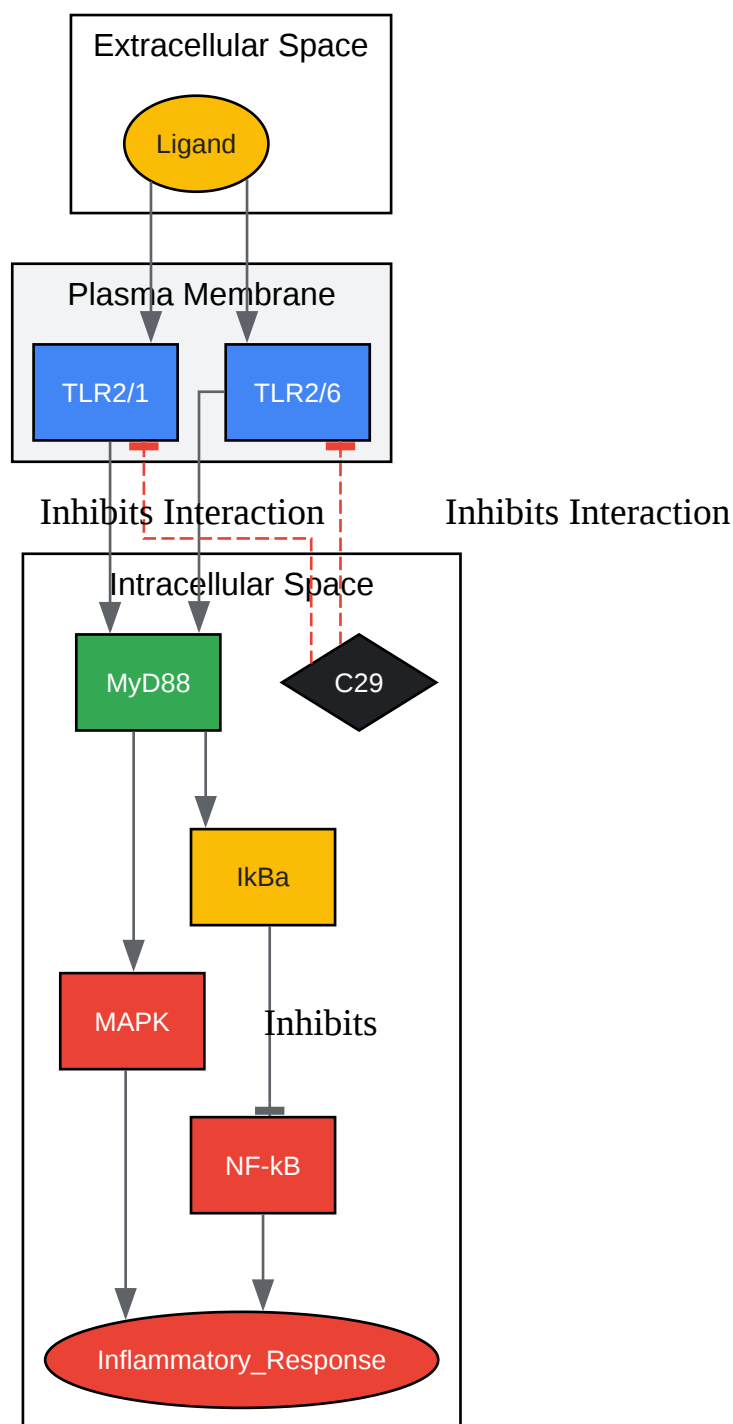 Extracellular Space
Ligand
Plasma Membrane
TLR2/1
TLR2/6
Inhibits Interaction
Inhibits Interaction
Intracellular Space
MyD88
C29
IkBa
MAPK
Inhibits
NF-kB
Inflammatory_Response